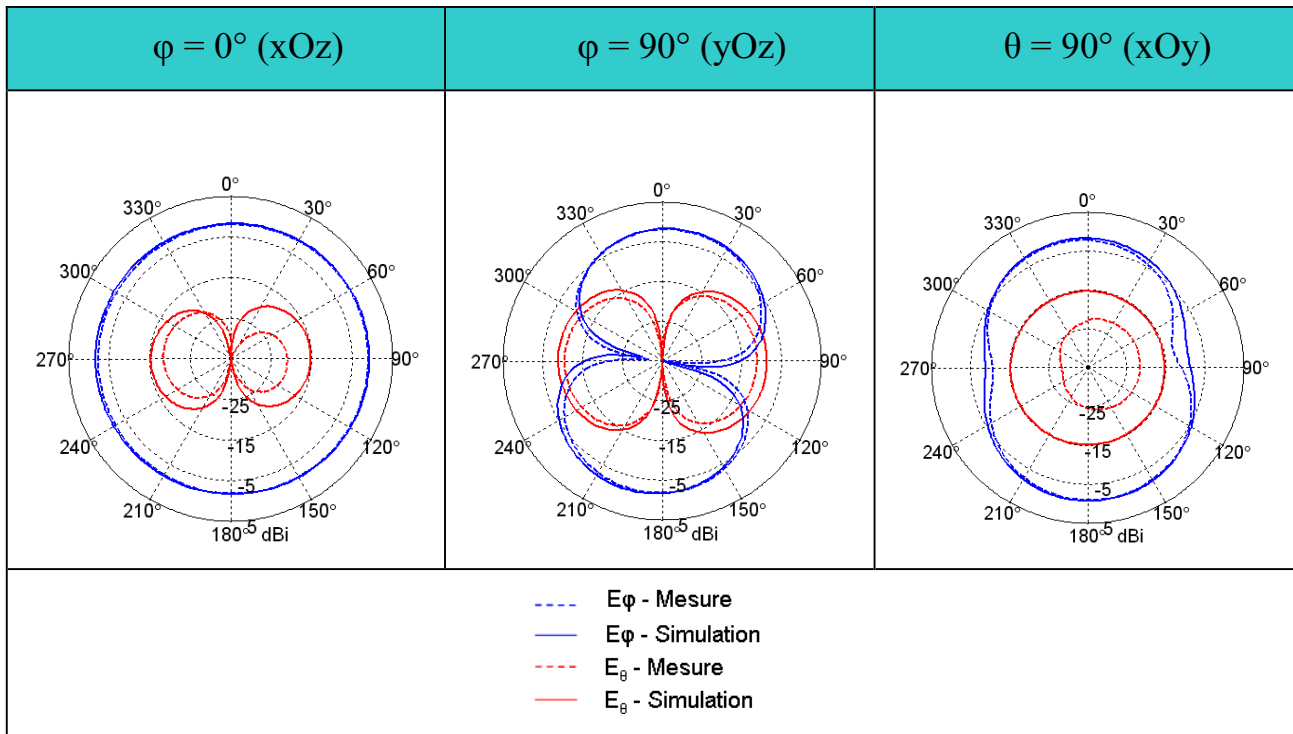 φ = 0° (xOz)
φ = 90° (yOz)
θ = 90° (xOy)
0°
330° 30°
300° 60°
270° 90°
-25
240° 120°
-15
-5
210° 150°
180° 5 dBi
0°
330° 30°
300° 60°
270° 90°
-25
240° 120°
-15
-5
210° 150°
180° 5 dBi
0°
330° 30°
300° 60°
270° 90°
-25
240° 120°
-15
-5
210° 150°
180° 5 dBi
Eφ - Mesure
Eφ - Simulation
Eθ - Mesure
Eθ - Simulation